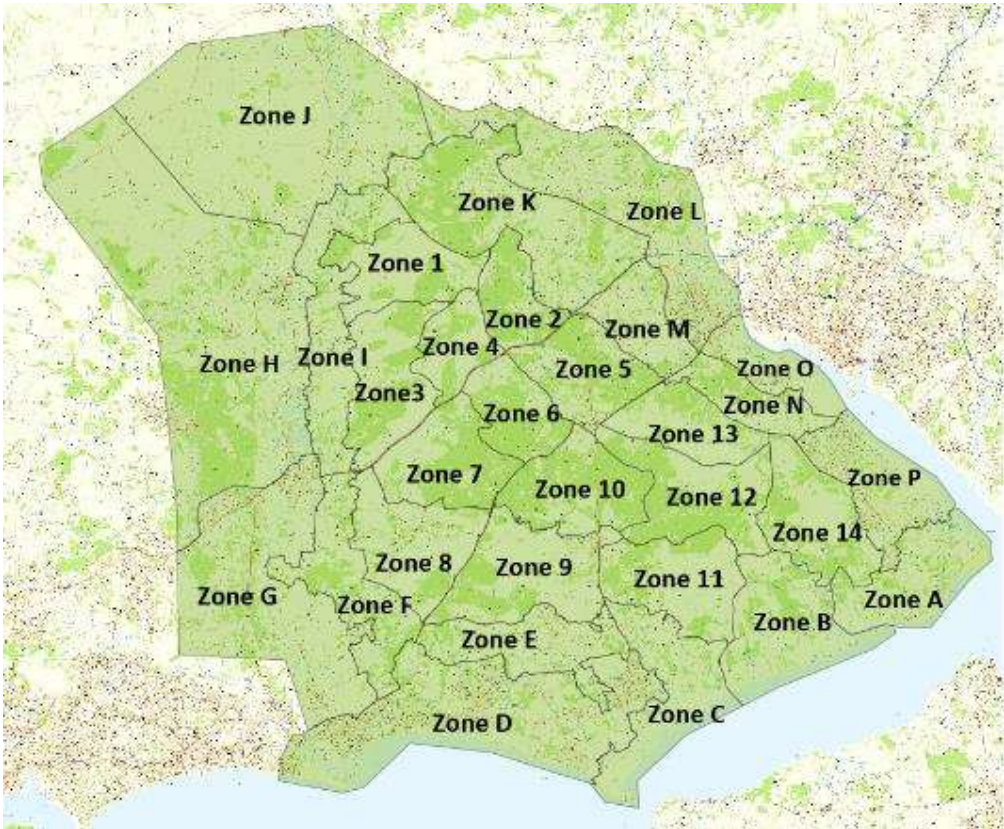 Zone J
Zone K
Zone L
Zone 1
Zone 2
Zone M
Zone 4
Zone H
Zone I
Zone 5
Zone O
Zone3
Zone N
Zone 6
Zone 13
Zone 7
Zone 10
Zone 12
Zone P
Zone 14
Zone 8
Zone 9
Zone 11
Zone G
Zone F
Zone A
Zone B
Zone E
Zone C
Zone D